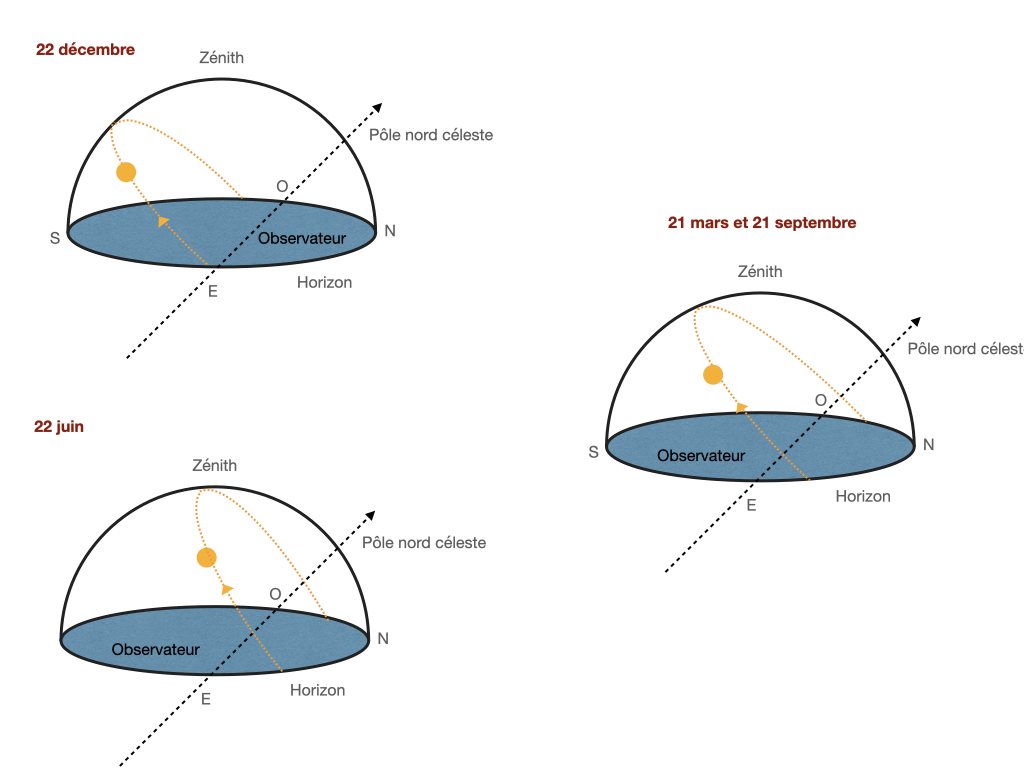 22 décembre
Zénith
Pôle nord céleste
O
S
Observateur
N
Horizon
E
21 mars et 21 septembre
Zénith
Pôle nord célest
O
S
Observateur
N
Horizon
E
22 juin
Zénith
Pôle nord céleste
O
Observateur
N
Horizon
E